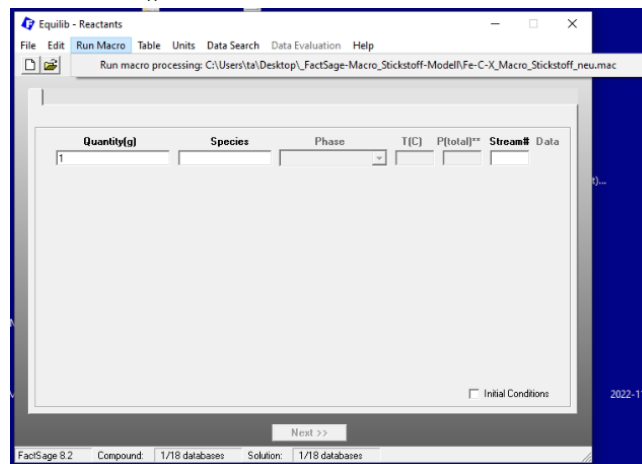 Equilib - Reactants
File Edit Run Macro Table Units Data Search Data Evaluation Help
Run macro processing: C:\Users\ta\Desktop\_FactSage-Macro_Stickstoff-Modell\Fe-C-X_Macro_Stickstoff_neu.mac
Quantity(g) Species Phase T(C) P(total)** Stream# Data
1
t)...
Initial Conditions
2022-1
Next >>
FactSage 8.2 Compound: 1/18 databases Solution: 1/18 databases